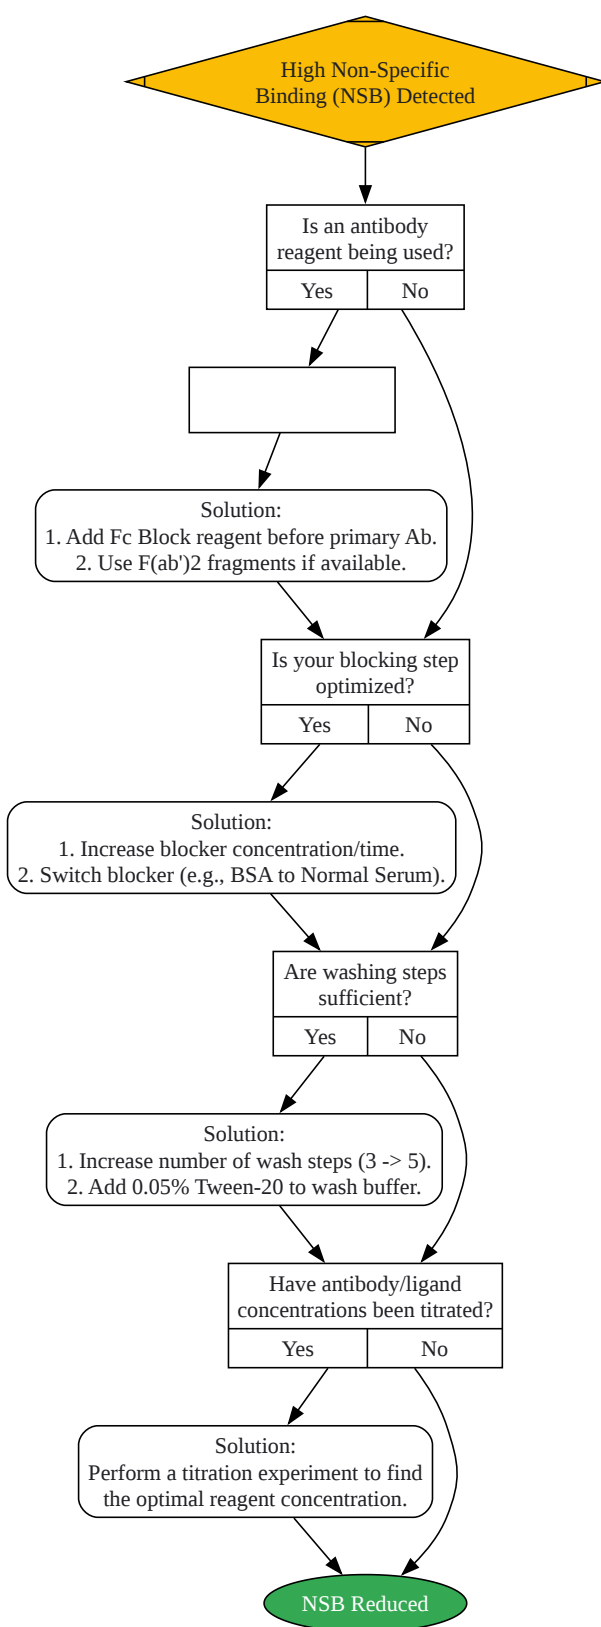 High Non-Specific
Binding (NSB) Detected
Is an antibody
reagent being used?
Yes
No
Solution:
1. Add Fc Block reagent before primary Ab.
2. Use F(ab')2 fragments if available.
Is your blocking step
optimized?
Yes
No
Solution:
1. Increase blocker concentration/time.
2. Switch blocker (e.g., BSA to Normal Serum).
Are washing steps
sufficient?
Yes
No
Solution:
1. Increase number of wash steps (3 -> 5).
2. Add 0.05% Tween-20 to wash buffer.
Have antibody/ligand
concentrations been titrated?
Yes
No
Solution:
Perform a titration experiment to find
the optimal reagent concentration.
NSB Reduced